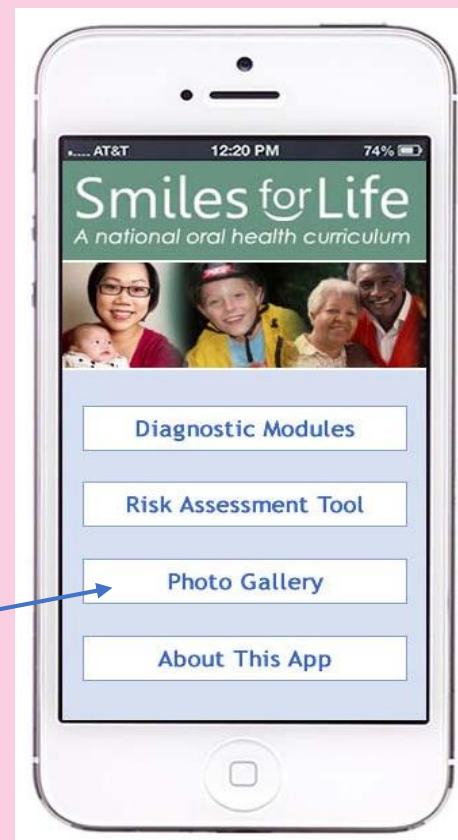 ..... AT&T 12:20 PM 74%
Smiles for Life
A national oral health curriculum
Diagnostic Modules
Risk Assessment Tool
Photo Gallery
About This App